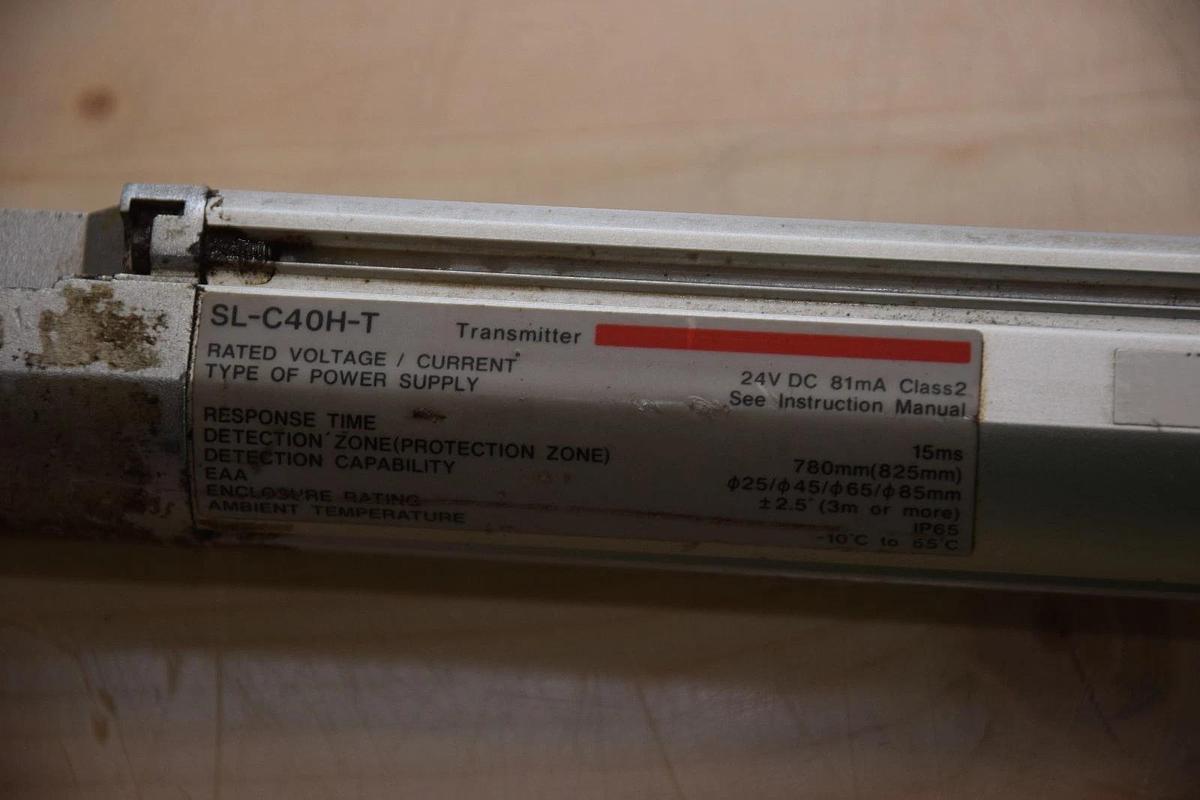 SL-C40H-T Transmitter
RATED VOLTAGE / CURRENT 24V DC 81mA Class2
TYPE OF POWER SUPPLY See Instruction Manual
RESPONSE TIME 15ms
DETECTION ZONE(PROTECTION ZONE) 780mm(825mm)
DETECTION CAPABILITY ϕ25/ϕ45/ϕ65/ϕ85mm
EAA ±2.5°(3m or more)
ENCLOSURE RATING IP65
AMBIENT TEMPERATURE -10°C to 55°C